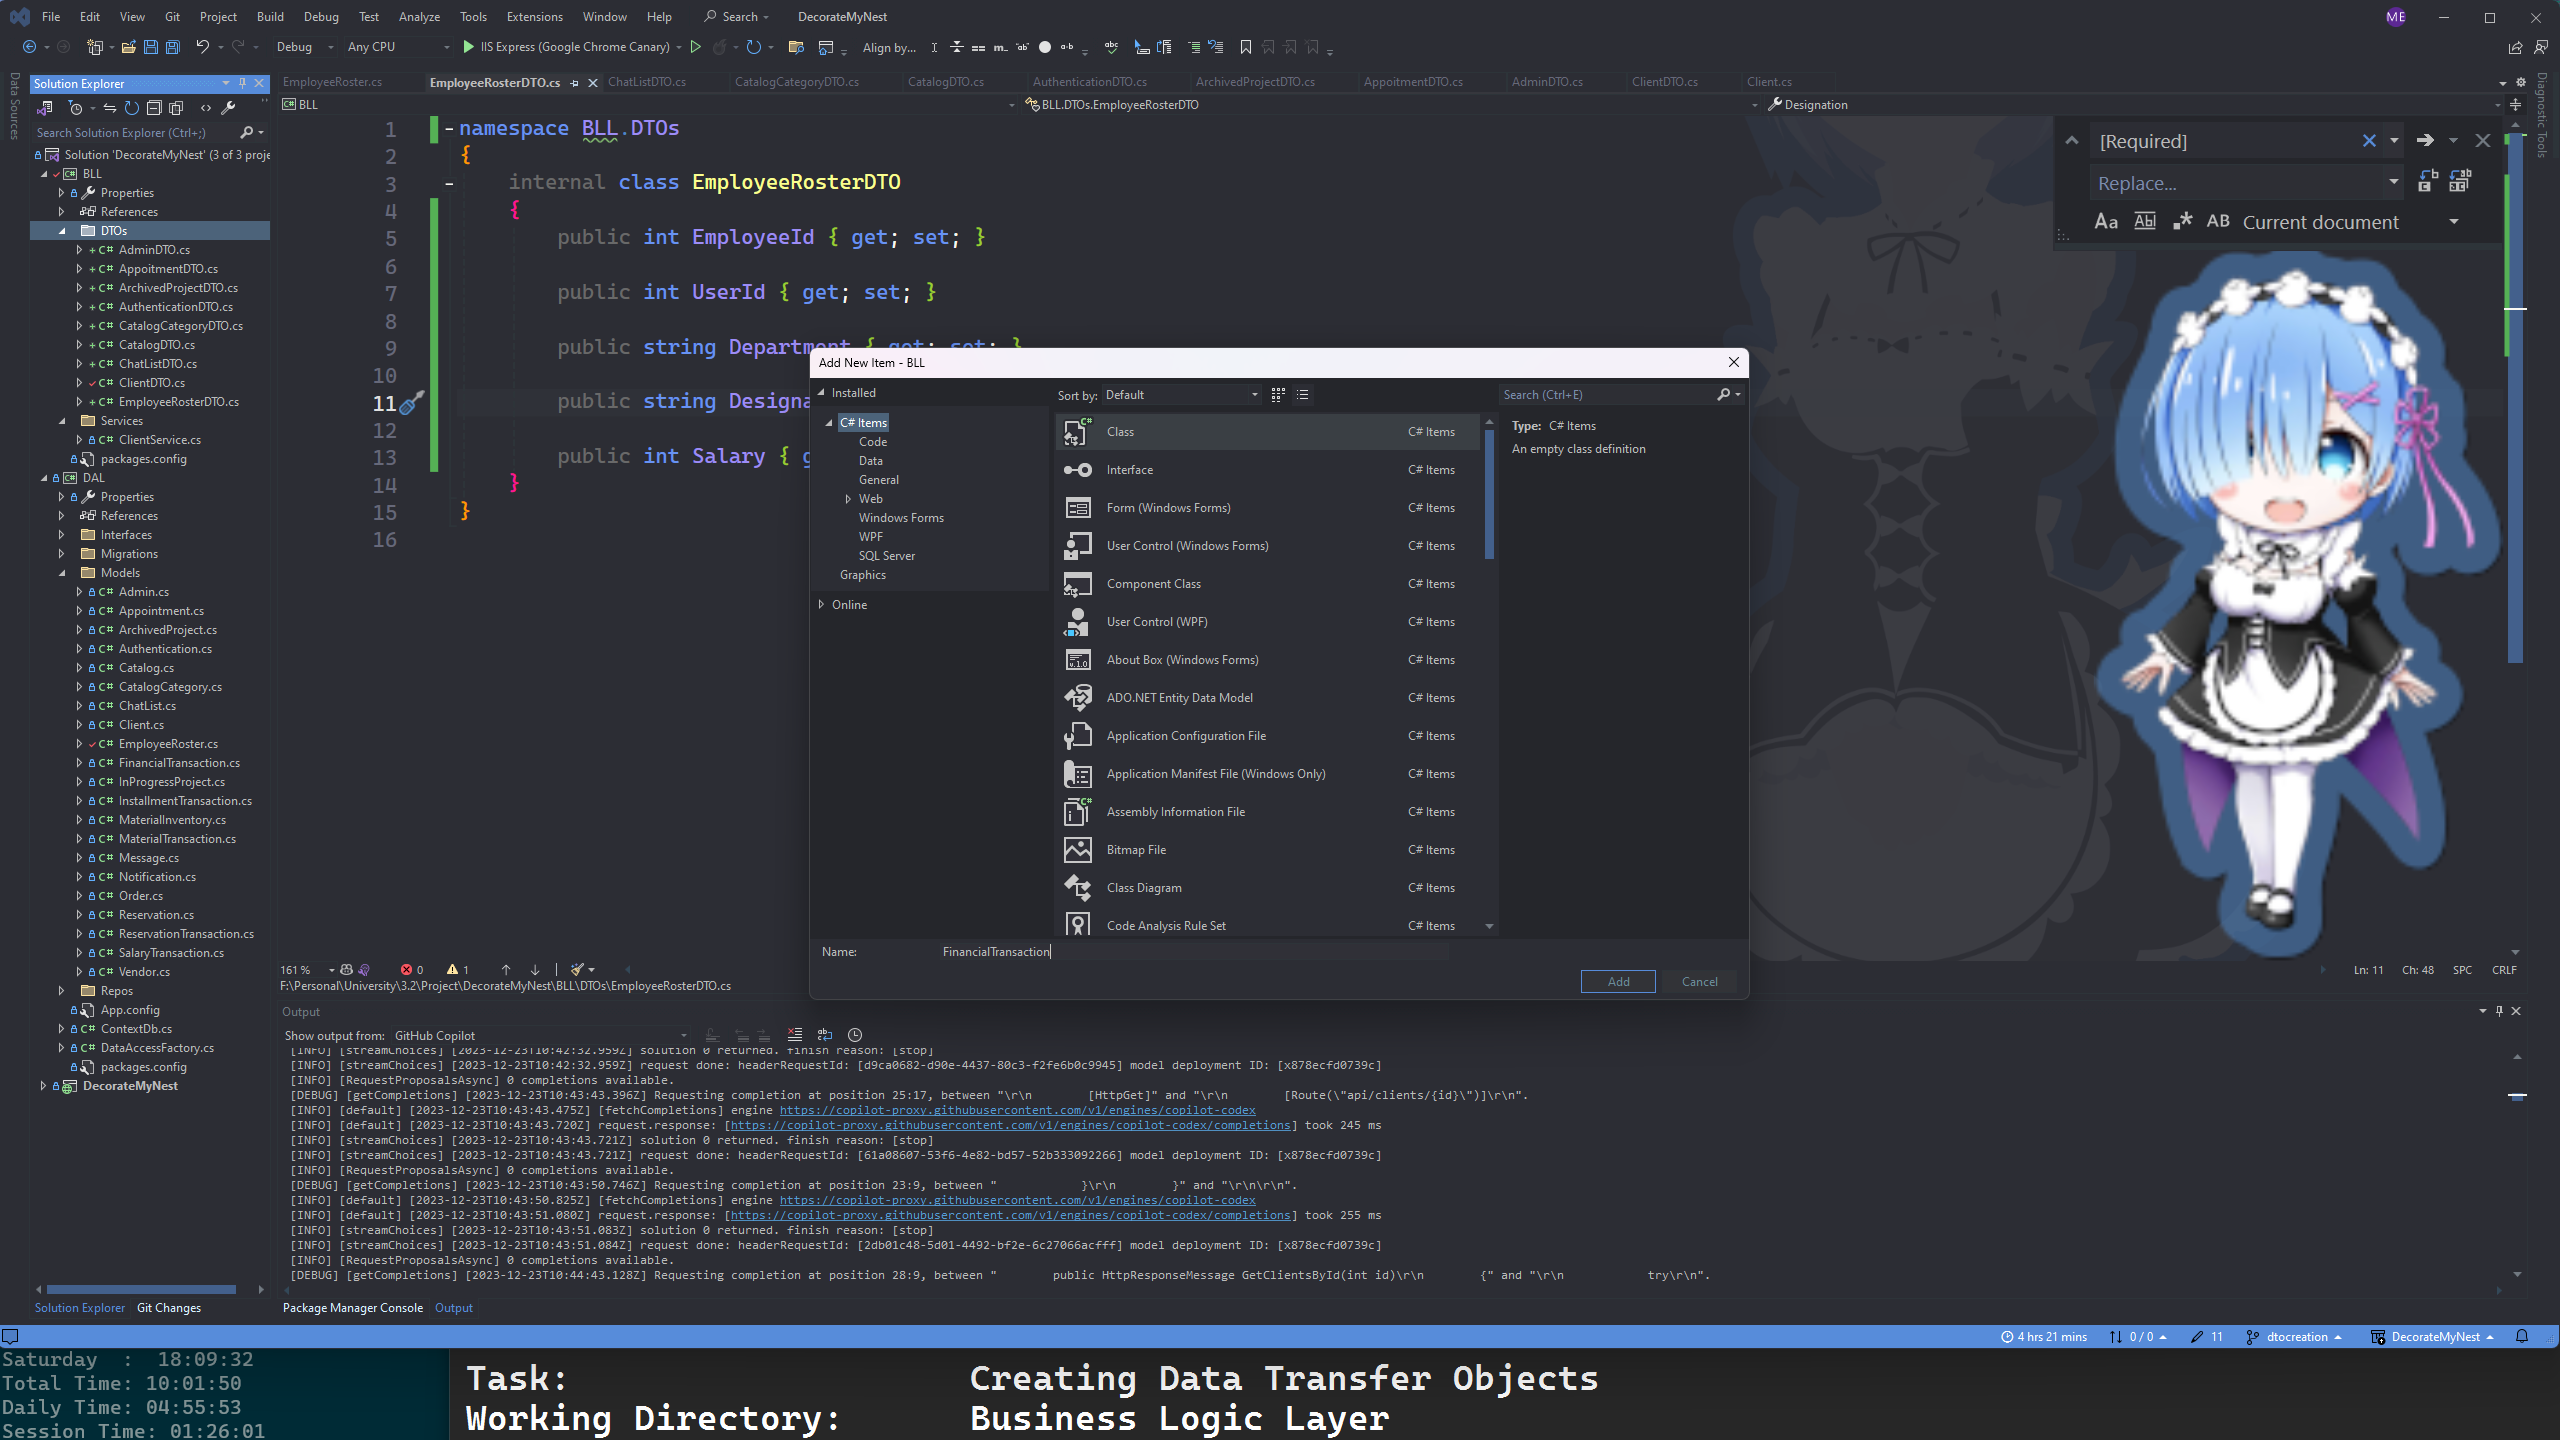 File Edit View Git Project Build Debug Test Analyze Tools Extensions Window Help Search DecorateMyNest ME
Debug Any CPU IIS Express (Google Chrome Canary) Align by...
Data Sources
Solution Explorer
Search Solution Explorer (Ctrl+;)
Solution 'DecorateMyNest' (3 of 3 proje
BLL
Properties
References
DTOs
AdminDTO.cs
AppoitmentDTO.cs
ArchivedProjectDTO.cs
AuthenticationDTO.cs
CatalogCategoryDTO.cs
CatalogDTO.cs
ChatListDTO.cs
ClientDTO.cs
EmployeeRosterDTO.cs
Services
ClientService.cs
packages.config
DAL
Properties
References
Interfaces
Migrations
Models
Admin.cs
Appointment.cs
ArchivedProject.cs
Authentication.cs
Catalog.cs
CatalogCategory.cs
ChatList.cs
Client.cs
EmployeeRoster.cs
FinancialTransaction.cs
InProgressProject.cs
InstallmentTransaction.cs
MaterialInventory.cs
MaterialTransaction.cs
Message.cs
Notification.cs
Order.cs
Reservation.cs
ReservationTransaction.cs
SalaryTransaction.cs
Vendor.cs
Repos
App.config
ContextDb.cs
DataAccessFactory.cs
packages.config
DecorateMyNest
Solution Explorer Git Changes
EmployeeRoster.cs EmployeeRosterDTO.cs ChatListDTO.cs CatalogCategoryDTO.cs CatalogDTO.cs AuthenticationDTO.cs ArchivedProjectDTO.cs AppoitmentDTO.cs AdminDTO.cs ClientDTO.cs Client.cs
BLL BLL.DTOs.EmployeeRosterDTO Designation
1 namespace BLL.DTOs
2 {
3 internal class EmployeeRosterDTO
4 {
5 public int EmployeeId { get; set; }
6
7 public int UserId { get; set; }
8
9 public string Department { get; set; }
10
11 public string Designa
12
13 public int Salary { g
14 }
15 }
16
[Required]
Replace...
Aa Abl .* AB Current document
Diagnostic Tools
Add New Item - BLL
Installed
C# Items
Code
Data
General
Web
Windows Forms
WPF
SQL Server
Graphics
Online
Sort by: Default
Class C# Items
Interface C# Items
Form (Windows Forms) C# Items
User Control (Windows Forms) C# Items
Component Class C# Items
User Control (WPF) C# Items
About Box (Windows Forms) C# Items
ADO.NET Entity Data Model C# Items
Application Configuration File C# Items
Application Manifest File (Windows Only) C# Items
Assembly Information File C# Items
Bitmap File C# Items
Class Diagram C# Items
Code Analysis Rule Set C# Items
Search (Ctrl+E)
Type: C# Items
An empty class definition
Name: FinancialTransaction
Add Cancel
161 % 0 1 Ln: 11 Ch: 48 SPC CRLF
F:\Personal\University\3.2\Project\DecorateMyNest\BLL\DTOs\EmployeeRosterDTO.cs
Output
Show output from: GitHub Copilot
[INFO] [streamChoices] [2023-12-23T10:42:32.959Z] solution 0 returned. finish reason: [stop]
[INFO] [streamChoices] [2023-12-23T10:42:32.959Z] request done: headerRequestId: [d9ca0682-d90e-4437-80c3-f2fe6b0c9945] model deployment ID: [x878ecfd0739c]
[INFO] [RequestProposalsAsync] 0 completions available.
[DEBUG] [getCompletions] [2023-12-23T10:43:43.396Z] Requesting completion at position 25:17, between "\r\n        [HttpGet]" and "\r\n        [Route(\"api/clients/{id}\")]\r\n".
[INFO] [default] [2023-12-23T10:43:43.475Z] [fetchCompletions] engine https://copilot-proxy.githubusercontent.com/v1/engines/copilot-codex
[INFO] [default] [2023-12-23T10:43:43.720Z] request.response: [https://copilot-proxy.githubusercontent.com/v1/engines/copilot-codex/completions] took 245 ms
[INFO] [streamChoices] [2023-12-23T10:43:43.721Z] solution 0 returned. finish reason: [stop]
[INFO] [streamChoices] [2023-12-23T10:43:43.721Z] request done: headerRequestId: [61a08607-53f6-4e82-bd57-52b333092266] model deployment ID: [x878ecfd0739c]
[INFO] [RequestProposalsAsync] 0 completions available.
[DEBUG] [getCompletions] [2023-12-23T10:43:50.746Z] Requesting completion at position 23:9, between "            }\r\n        }" and "\r\n\r\n".
[INFO] [default] [2023-12-23T10:43:50.825Z] [fetchCompletions] engine https://copilot-proxy.githubusercontent.com/v1/engines/copilot-codex
[INFO] [default] [2023-12-23T10:43:51.080Z] request.response: [https://copilot-proxy.githubusercontent.com/v1/engines/copilot-codex/completions] took 255 ms
[INFO] [streamChoices] [2023-12-23T10:43:51.083Z] solution 0 returned. finish reason: [stop]
[INFO] [streamChoices] [2023-12-23T10:43:51.084Z] request done: headerRequestId: [2db01c48-5d01-4492-bf2e-6c27066acfff] model deployment ID: [x878ecfd0739c]
[INFO] [RequestProposalsAsync] 0 completions available.
[DEBUG] [getCompletions] [2023-12-23T10:44:43.128Z] Requesting completion at position 28:9, between "        public HttpResponseMessage GetClientsById(int id)\r\n        {" and "\r\n            try\r\n".
Package Manager Console Output
4 hrs 21 mins 0 / 0 11 dtocreation DecorateMyNest
Saturday  :  18:09:32
Total Time: 10:01:50
Daily Time: 04:55:53
Session Time: 01:26:01
Task: Creating Data Transfer Objects
Working Directory: Business Logic Layer